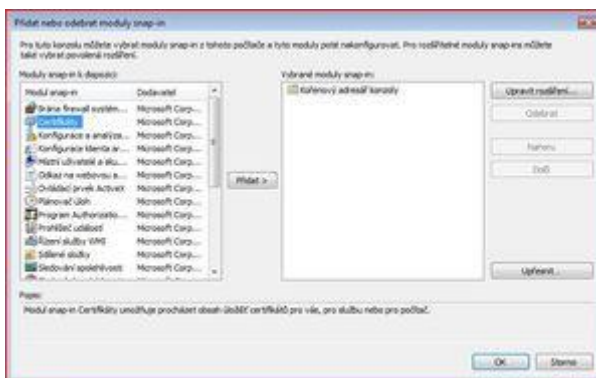 Přidat nebo odebrat moduly snap-in
Pro tuto konzolu můžete vybrat moduly snap-in z tohoto počítače a tyto moduly poté nakonfigurovat. Pro rozšiřitelné moduly snap-ins můžete
také vybrat povolená rozšíření.
Moduly snap-in k dispozici:
Vybrané moduly snap-in:
Modul snap-in Dodavatel
Kořenový adresář konzoly
Upravit rozšíření...
Brána firewall systém... Microsoft Corp...
Certifikáty Microsoft Corp...
Odebrat
Konfigurace a analýza... Microsoft Corp...
Konfigurace klienta ar... Microsoft Corp...
Nahoru
Místní uživatelé a sku... Microsoft Corp...
Dolů
Odkaz na webovou a... Microsoft Corp...
Přidat >
Ovládací prvek ActiveX Microsoft Corp...
Plánovač úloh Microsoft Corp...
Program Authorizatio... Microsoft Corp...
Prohlížeč událostí Microsoft Corp...
Řízení služby WMI Microsoft Corp...
Sdílené složky Microsoft Corp...
Sledování spolehlivosti Microsoft Corp...
Upřesnit...
Popis:
Modul snap-in Certifikáty umožňuje procházet obsah úložišť certifikátů pro vás, pro službu nebo pro počítač.
OK
Storno